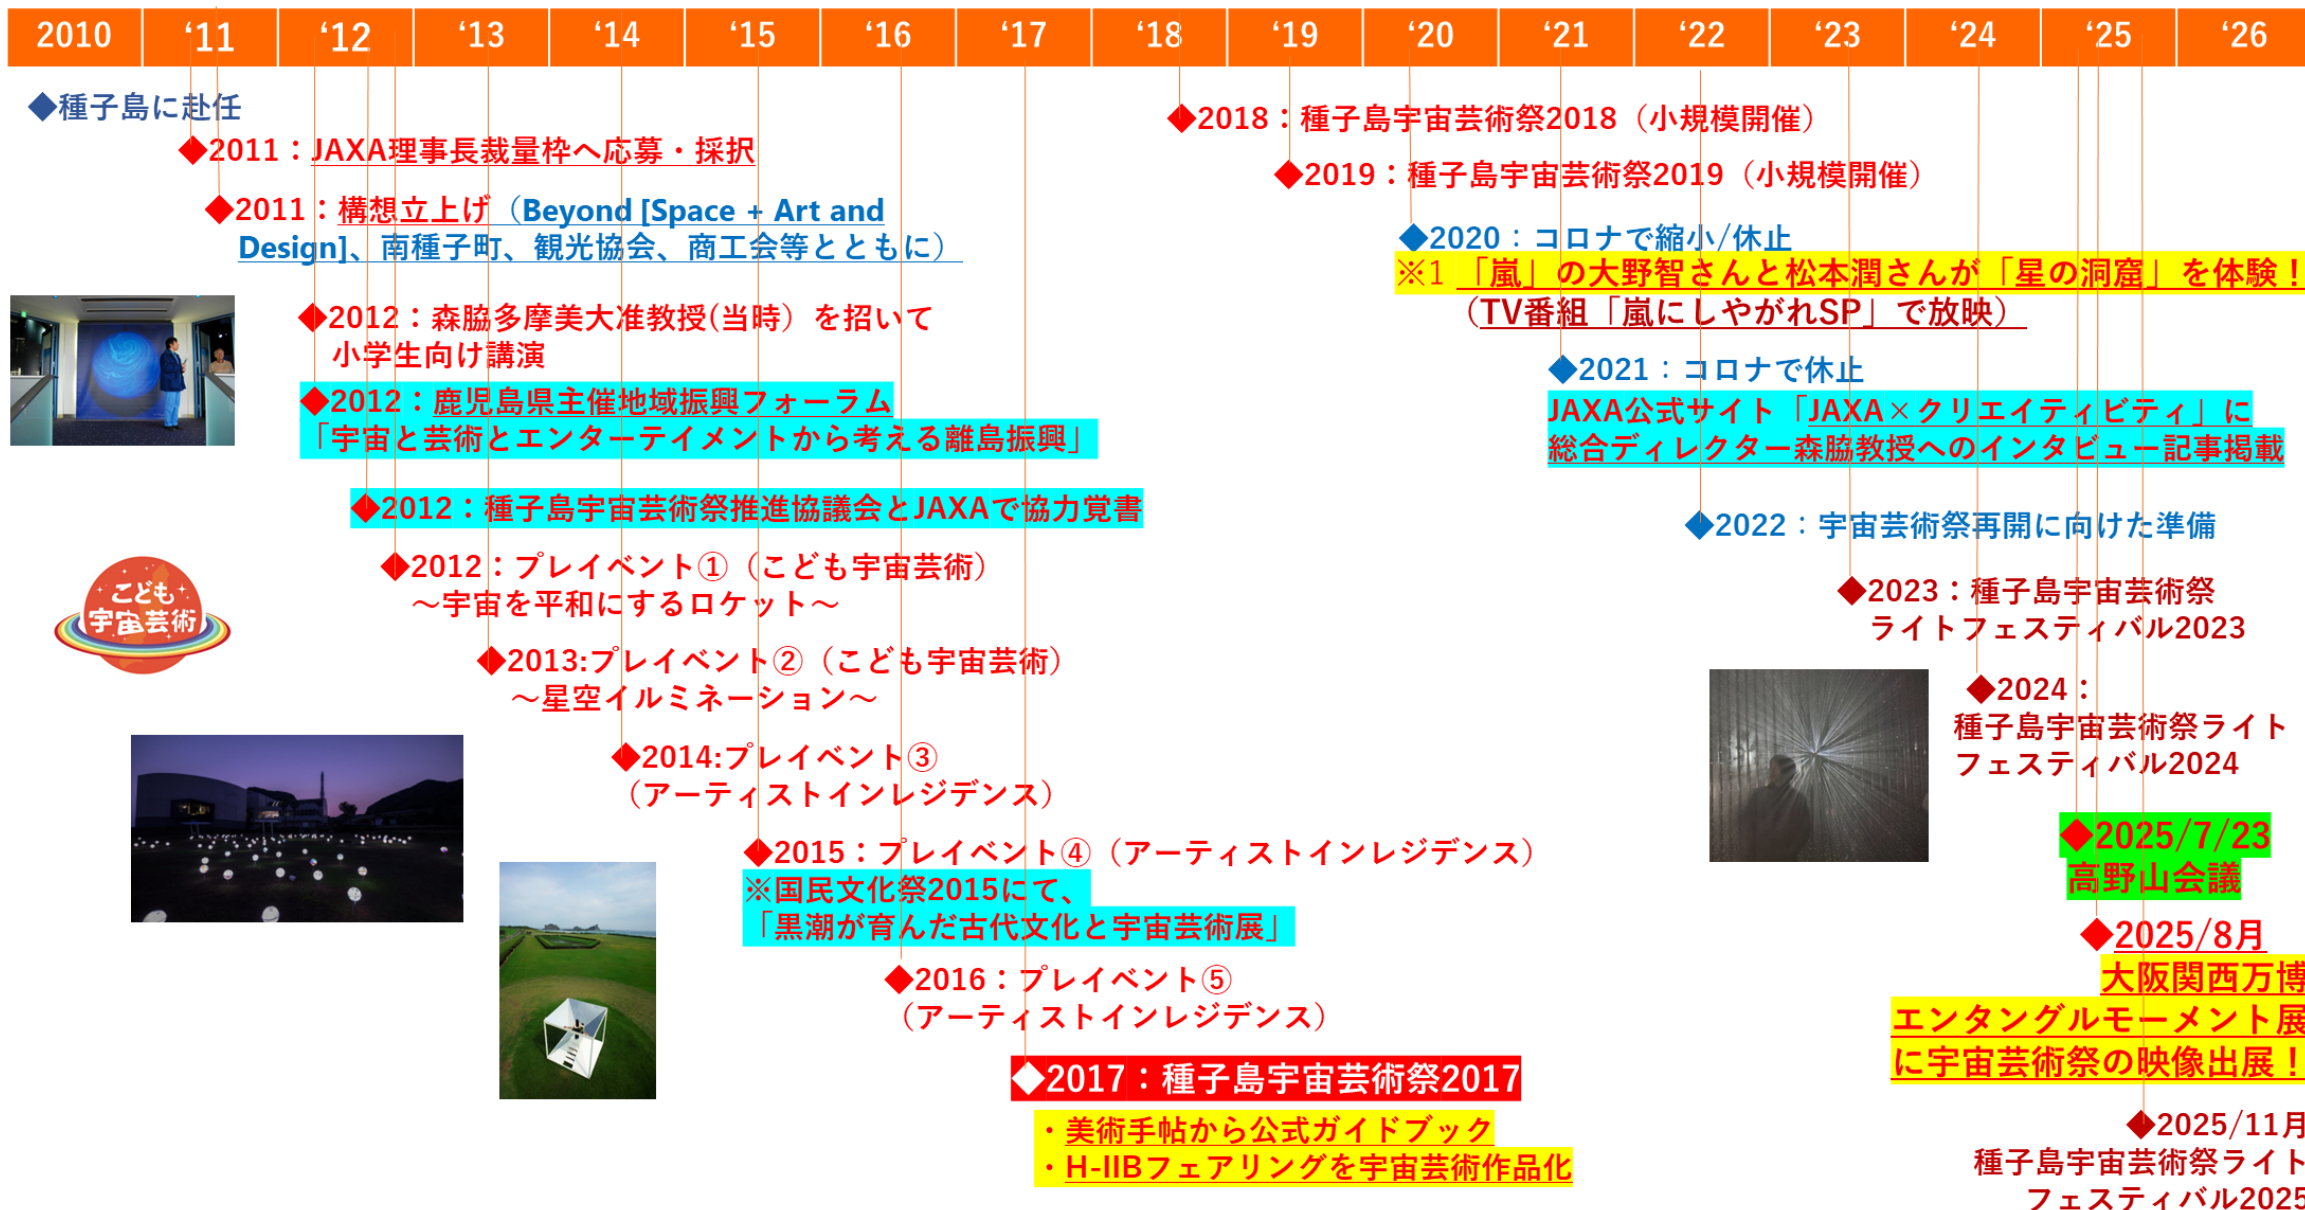 2010 ‘11 ‘12 ‘13 ‘14 ‘15 ‘16 ‘17 ‘18 ‘19 ‘20 ‘21 ‘22 ‘23 ‘24 ‘25 ‘26
◆種子島に赴任
◆2011：JAXA理事長裁量枠へ応募・採択
◆2011：構想立上げ（Beyond [Space + Art and
Design]、南種子町、観光協会、商工会等とともに）
◆2012：森脇多摩美大准教授(当時）を招いて
小学生向け講演
◆2012：鹿児島県主催地域振興フォーラム
「宇宙と芸術とエンターテイメントから考える離島振興」
◆2012：種子島宇宙芸術祭推進協議会とJAXAで協力覚書
◆2012：プレイベント①（こども宇宙芸術）
～宇宙を平和にするロケット～
こども
宇宙芸術
◆2013:プレイベント②（こども宇宙芸術）
～星空イルミネーション～
◆2014:プレイベント③
（アーティストインレジデンス）
◆2015：プレイベント④（アーティストインレジデンス）
※国民文化祭2015にて、
「黒潮が育んだ古代文化と宇宙芸術展」
◆2016：プレイベント⑤
（アーティストインレジデンス）
◆2017：種子島宇宙芸術祭2017
・美術手帖から公式ガイドブック
・H-IIBフェアリングを宇宙芸術作品化
◆2018：種子島宇宙芸術祭2018（小規模開催）
◆2019：種子島宇宙芸術祭2019（小規模開催）
◆2020：コロナで縮小/休止
※1 「嵐」の大野智さんと松本潤さんが「星の洞窟」を体験！
（TV番組「嵐にしやがれSP」で放映）
◆2021：コロナで休止
JAXA公式サイト「JAXA×クリエイティビティ」に
総合ディレクター森脇教授へのインタビュー記事掲載
◆2022：宇宙芸術祭再開に向けた準備
◆2023：種子島宇宙芸術祭
ライトフェスティバル2023
◆2024：
種子島宇宙芸術祭ライト
フェスティバル2024
◆2025/7/23
高野山会議
◆2025/8月
大阪関西万博
エンタングルモーメント展
に宇宙芸術祭の映像出展！
◆2025/11月
種子島宇宙芸術祭ライト
フェスティバル2025